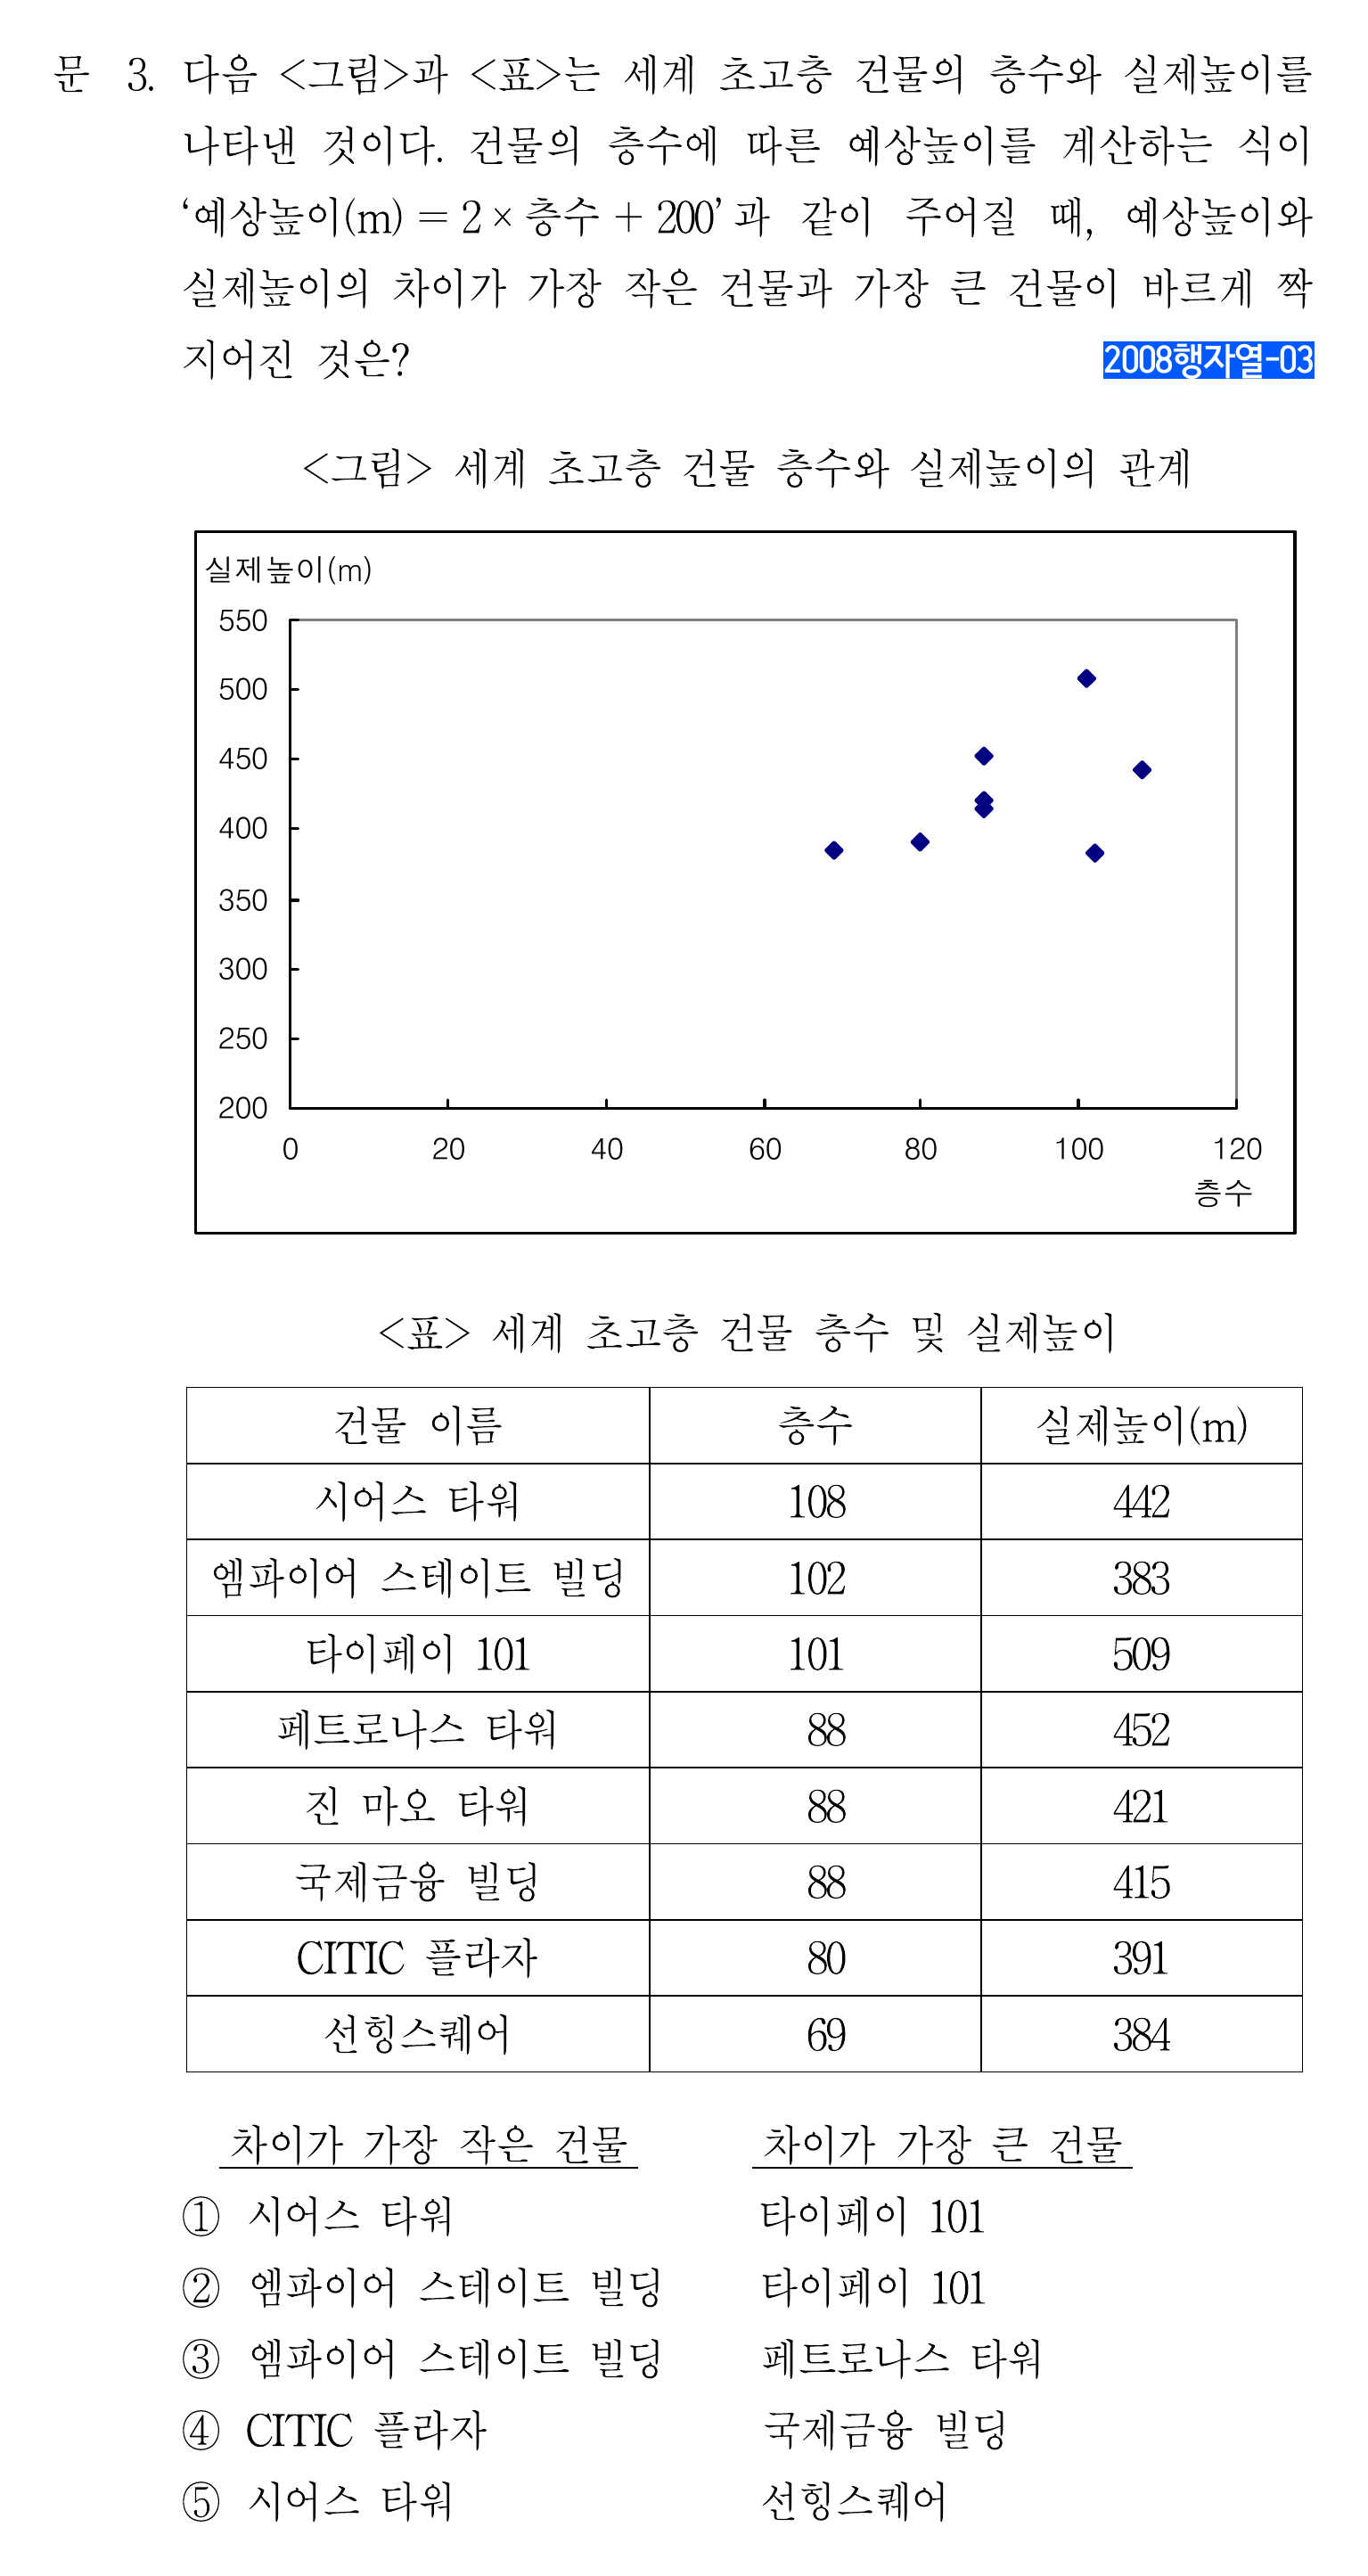 문 3. 다음 <그림>과 <표>는 세계 초고층 건물의 층수와 실제높이를
나타낸 것이다. 건물의 층수에 따른 예상높이를 계산하는 식이
‘예상높이(m) = 2 × 층수 + 200’과 같이 주어질 때, 예상높이와
실제높이의 차이가 가장 작은 건물과 가장 큰 건물이 바르게 짝
지어진 것은? 2008행자열-03
<그림> 세계 초고층 건물 층수와 실제높이의 관계
실제높이(m)
550
500
450
400
350
300
250
200
0 20 40 60 80 100 120
층수
<표> 세계 초고층 건물 층수 및 실제높이
건물 이름 층수 실제높이(m)
시어스 타워 108 442
엠파이어 스테이트 빌딩 102 383
타이페이 101 101 509
페트로나스 타워 88 452
진 마오 타워 88 421
국제금융 빌딩 88 415
CITIC 플라자 80 391
선힝스퀘어 69 384
차이가 가장 작은 건물 차이가 가장 큰 건물
① 시어스 타워 타이페이 101
② 엠파이어 스테이트 빌딩 타이페이 101
③ 엠파이어 스테이트 빌딩 페트로나스 타워
④ CITIC 플라자 국제금융 빌딩
⑤ 시어스 타워 선힝스퀘어